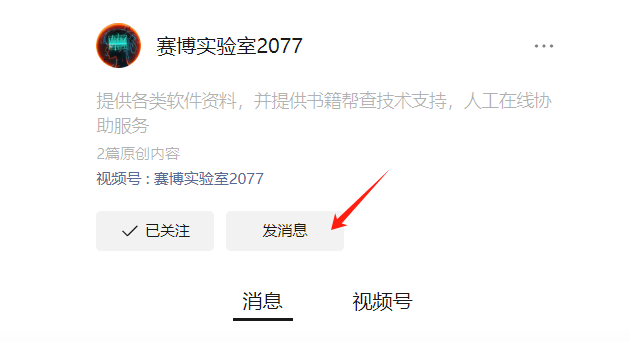 赛博实验室2077
提供各类软件资料，并提供书籍帮查技术支持，人工在线协
助服务
2篇原创内容
视频号 : 赛博实验室2077
已关注
发消息
消息
视频号